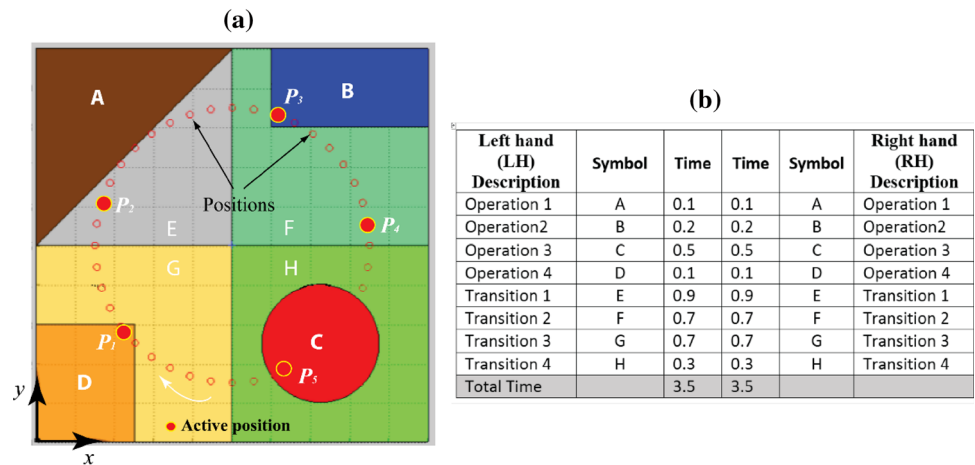 (a)
A
B
P3
P2
Positions
E
F
P4
G
H
P1
C
D
P5
Active position
y
x
(b)
Left hand (LH) Description Symbol Time Time Symbol Right hand (RH) Description
Operation 1 A 0.1 0.1 A Operation 1
Operation2 B 0.2 0.2 B Operation2
Operation 3 C 0.5 0.5 C Operation 3
Operation 4 D 0.1 0.1 D Operation 4
Transition 1 E 0.9 0.9 E Transition 1
Transition 2 F 0.7 0.7 F Transition 2
Transition 3 G 0.7 0.7 G Transition 3
Transition 4 H 0.3 0.3 H Transition 4
Total Time 3.5 3.5